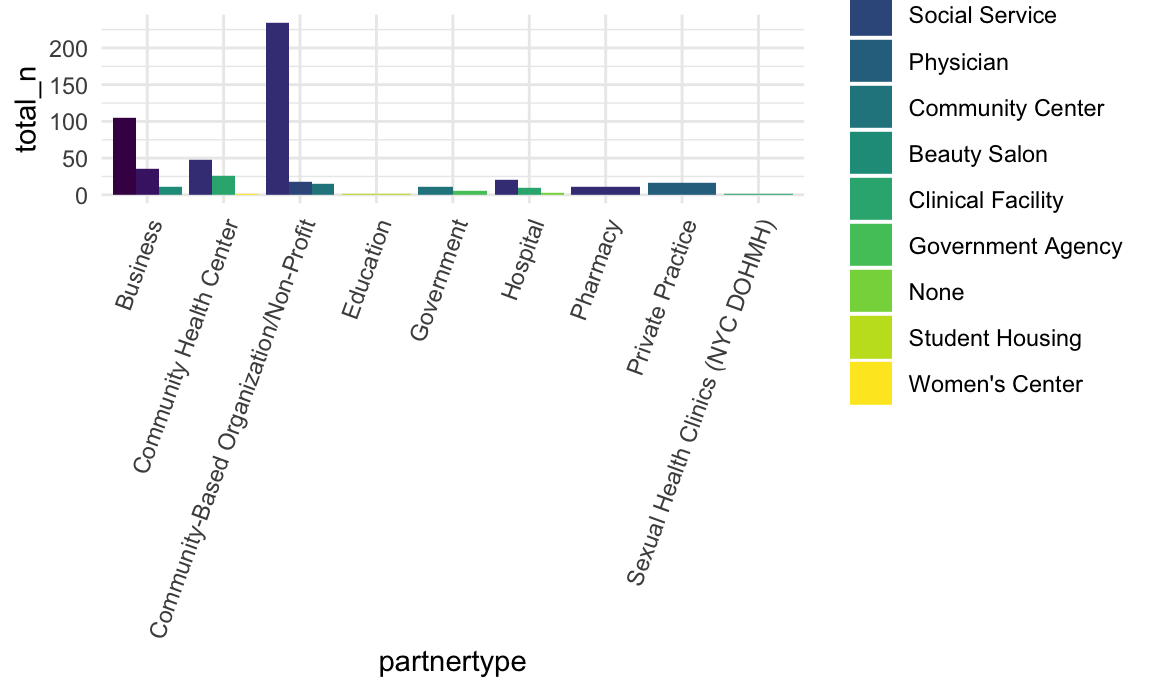 total_n
200
150
100
50
0
Business
Community Health Center
Community-Based Organization/Non-Profit
Education
Government
Hospital
Pharmacy
Private Practice
Sexual Health Clinics (NYC DOHMH)
partnertype
Social Service
Physician
Community Center
Beauty Salon
Clinical Facility
Government Agency
None
Student Housing
Women's Center